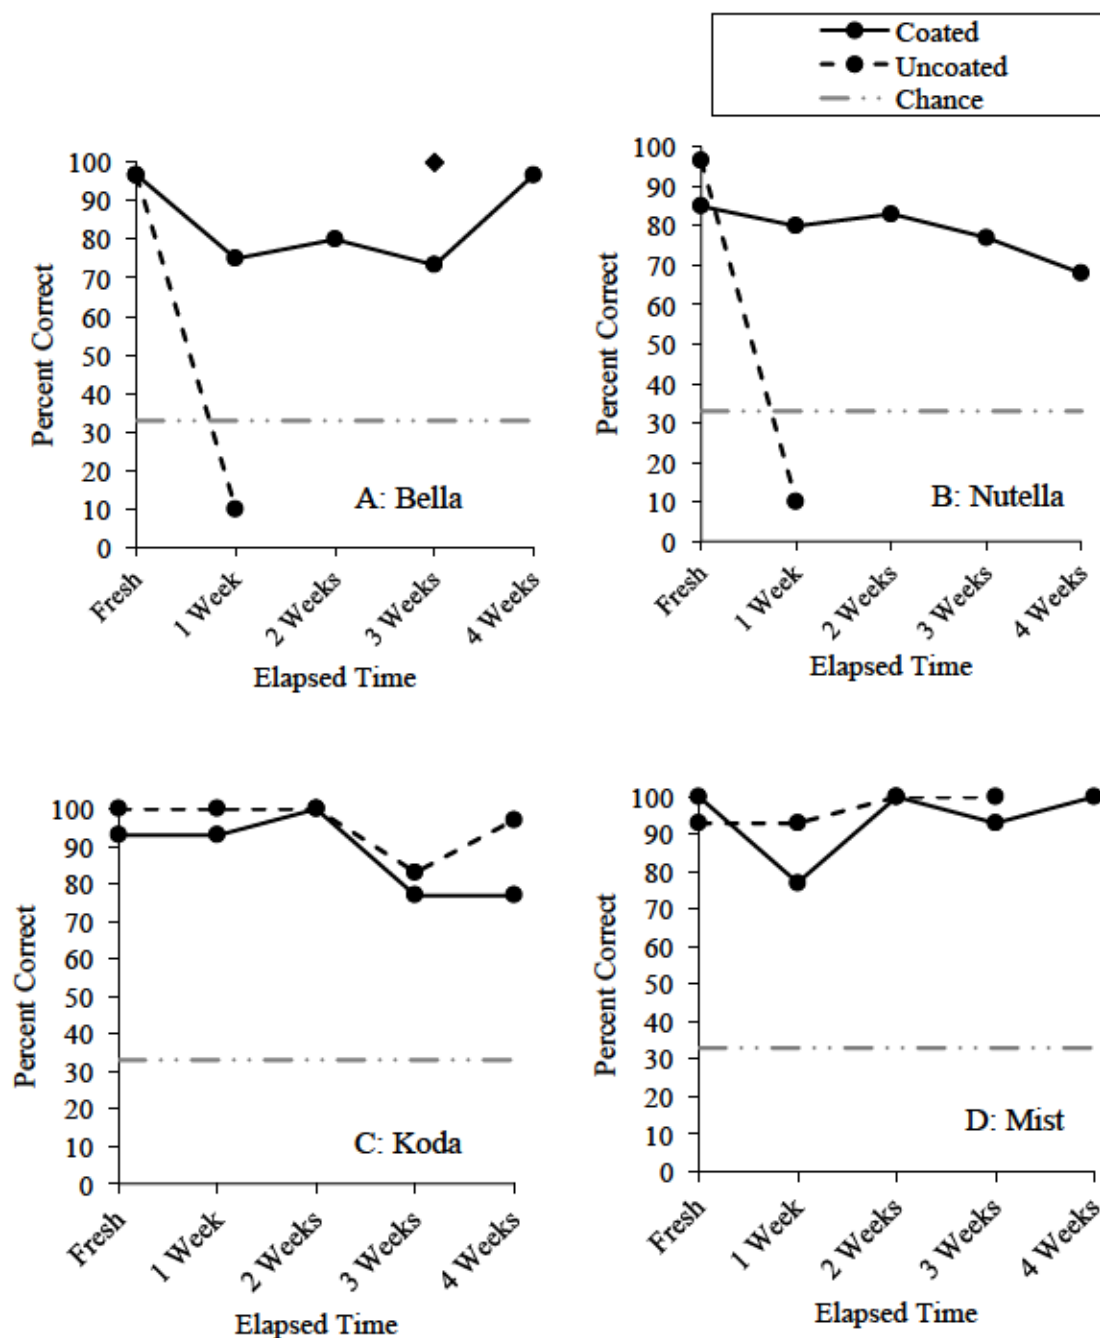 Coated
Uncoated
Chance
100
90
80
70
60
50
40
30
20
10
0
Percent Correct
A: Bella
Fresh
1 Week
2 Weeks
3 Weeks
4 Weeks
Elapsed Time
100
90
80
70
60
50
40
30
20
10
0
Percent Correct
B: Nutella
Fresh
1 Week
2 Weeks
3 Weeks
4 Weeks
Elapsed Time
100
90
80
70
60
50
40
30
20
10
0
Percent Correct
C: Koda
Fresh
1 Week
2 Weeks
3 Weeks
4 Weeks
Elapsed Time
100
90
80
70
60
50
40
30
20
10
0
Percent Correct
D: Mist
Fresh
1 Week
2 Weeks
3 Weeks
4 Weeks
Elapsed Time